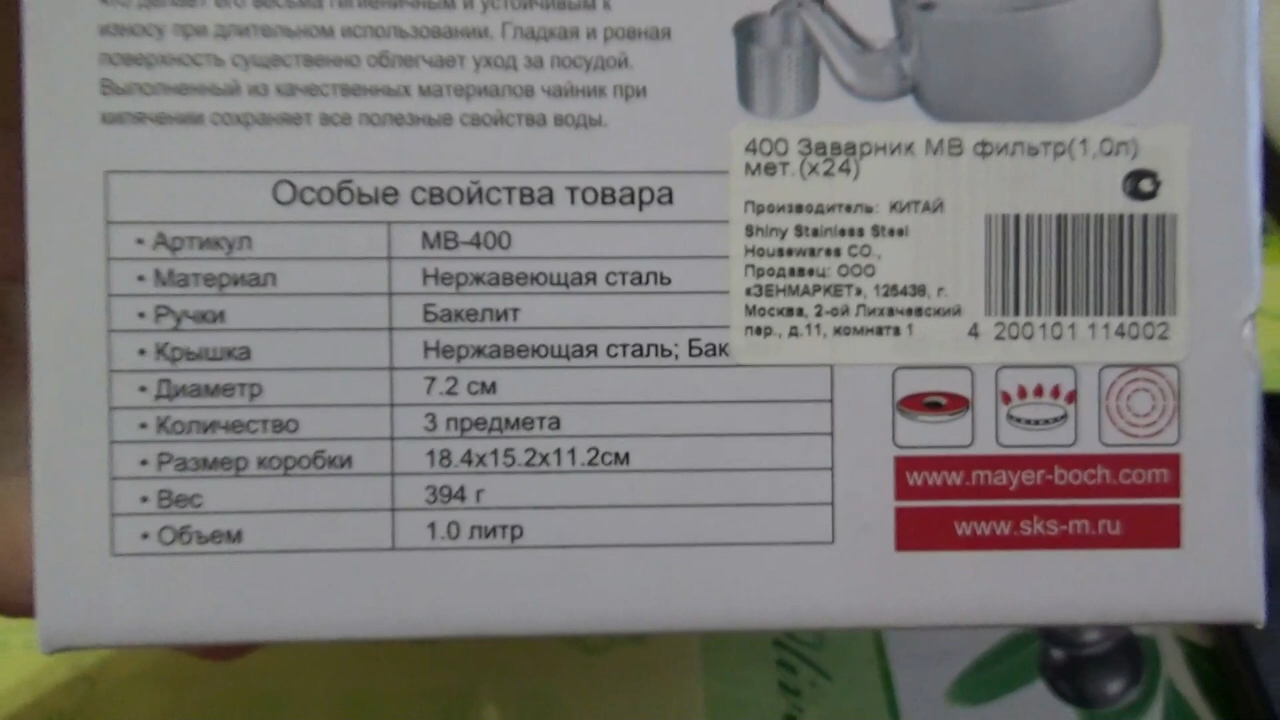 что делает его весьма гигиеничным и устойчивым к
износу при длительном использовании. Гладкая и ровная
поверхность существенно облегчает уход за посудой.
Выполненный из качественных материалов чайник при
кипячении сохраняет все полезные свойства воды.
400 Заварник МВ фильтр(1,0л)
мет.(х24)
Производитель: КИТАЙ
Shiny Stainless Steel
Housewares CO.,
Продавец: ООО
«ЗЕНМАРКЕТ», 125438, г.
Москва, 2-ой Лихачевский
пер., д.11, комната 1
4 200101 114002
Особые свойства товара
• Артикул MB-400
• Материал Нержавеющая сталь
• Ручки Бакелит
• Крышка Нержавеющая сталь; Бак
• Диаметр 7.2 см
• Количество 3 предмета
• Размер коробки 18.4x15.2x11.2см
• Вес 394 г
• Объем 1.0 литр
www.mayer-boch.com
www.sks-m.ru